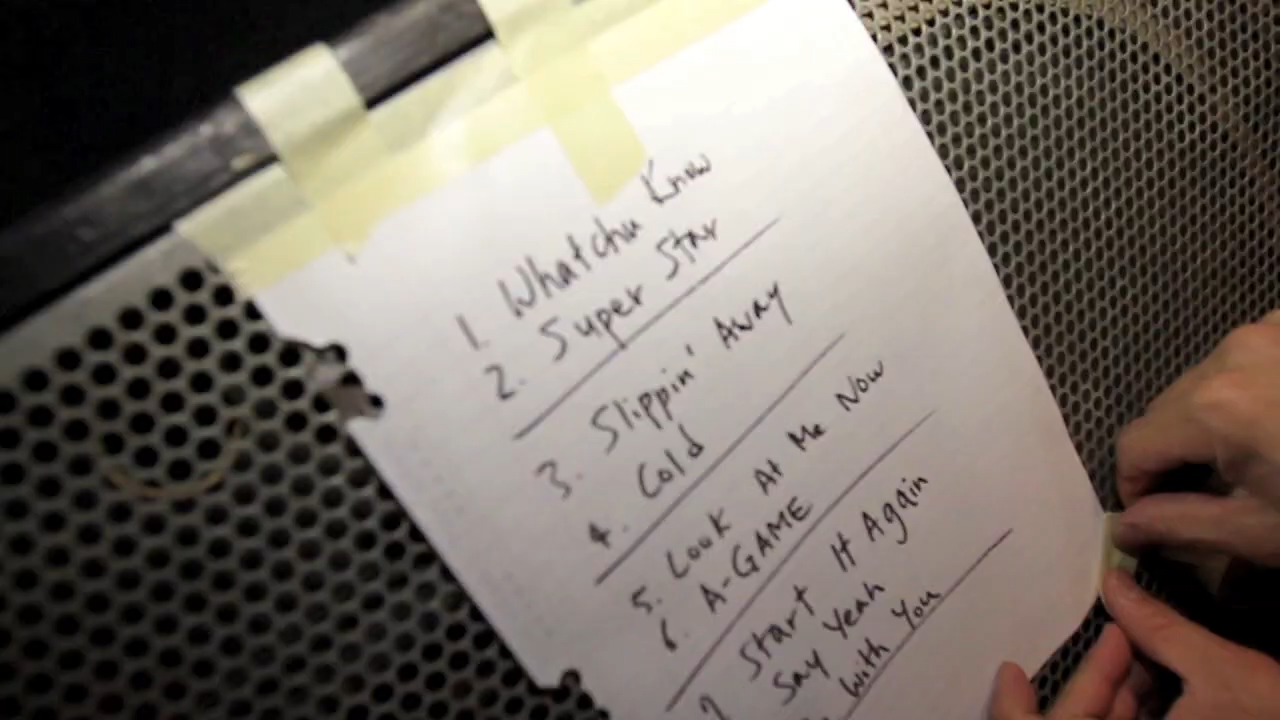 1. Whatchu Know
2. Super Star
3. Slippin' Away
4. Cold
5. Look At Me Now
6. A-GAME
7. Start It Again
Say Yeah
With You